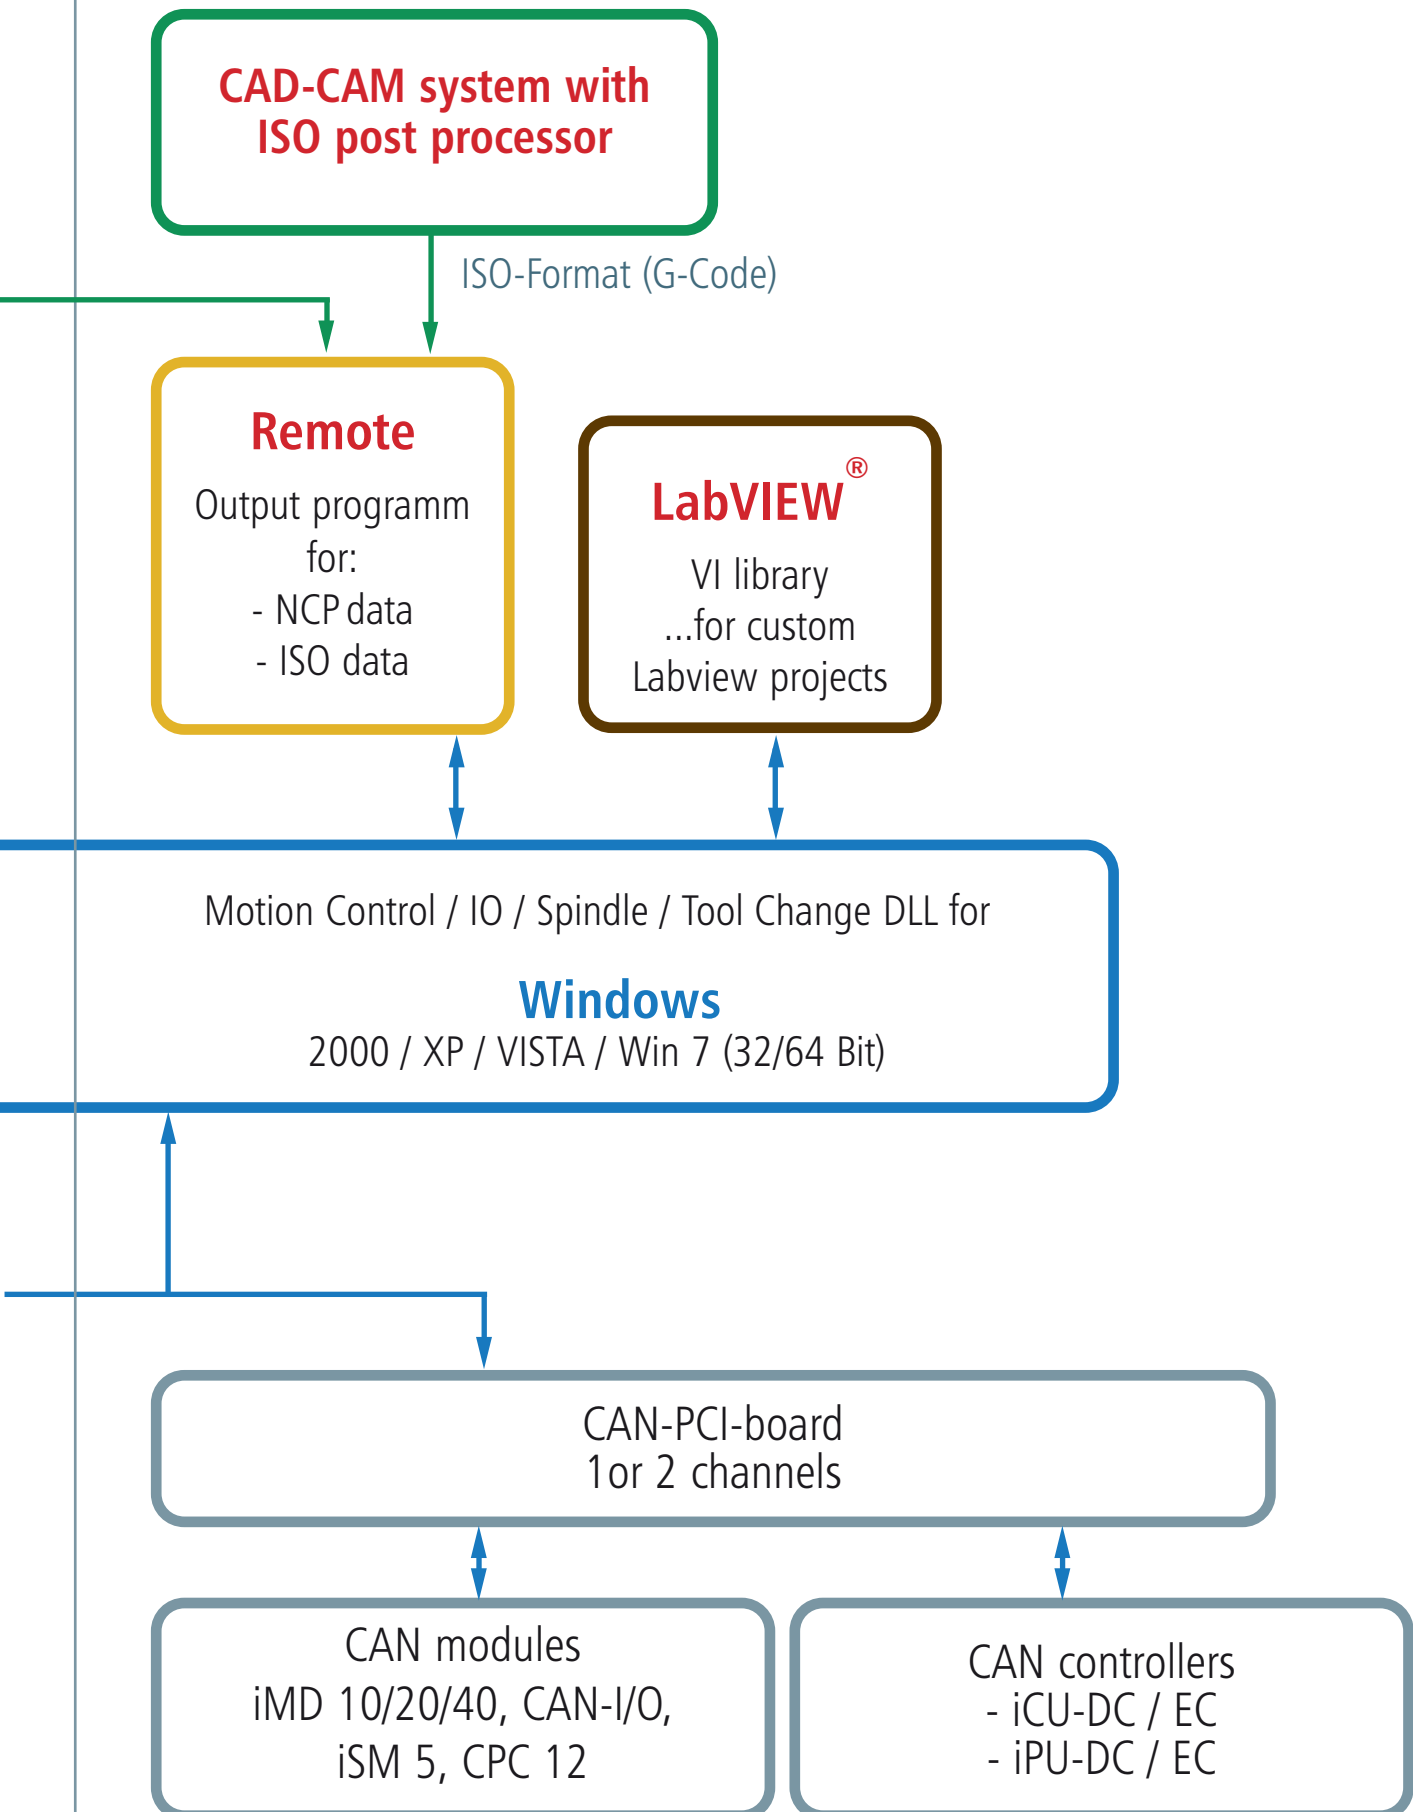 CAD-CAM system with
ISO post processor
ISO-Format (G-Code)
Remote
Output programm
for:
- NCP data
- ISO data
LabVIEW®
VI library
...for custom
Labview projects
Motion Control / IO / Spindle / Tool Change DLL for
Windows
2000 / XP / VISTA / Win 7 (32/64 Bit)
CAN-PCI-board
1or 2 channels
CAN modules
iMD 10/20/40, CAN-I/O,
iSM 5, CPC 12
CAN controllers
- iCU-DC / EC
- iPU-DC / EC